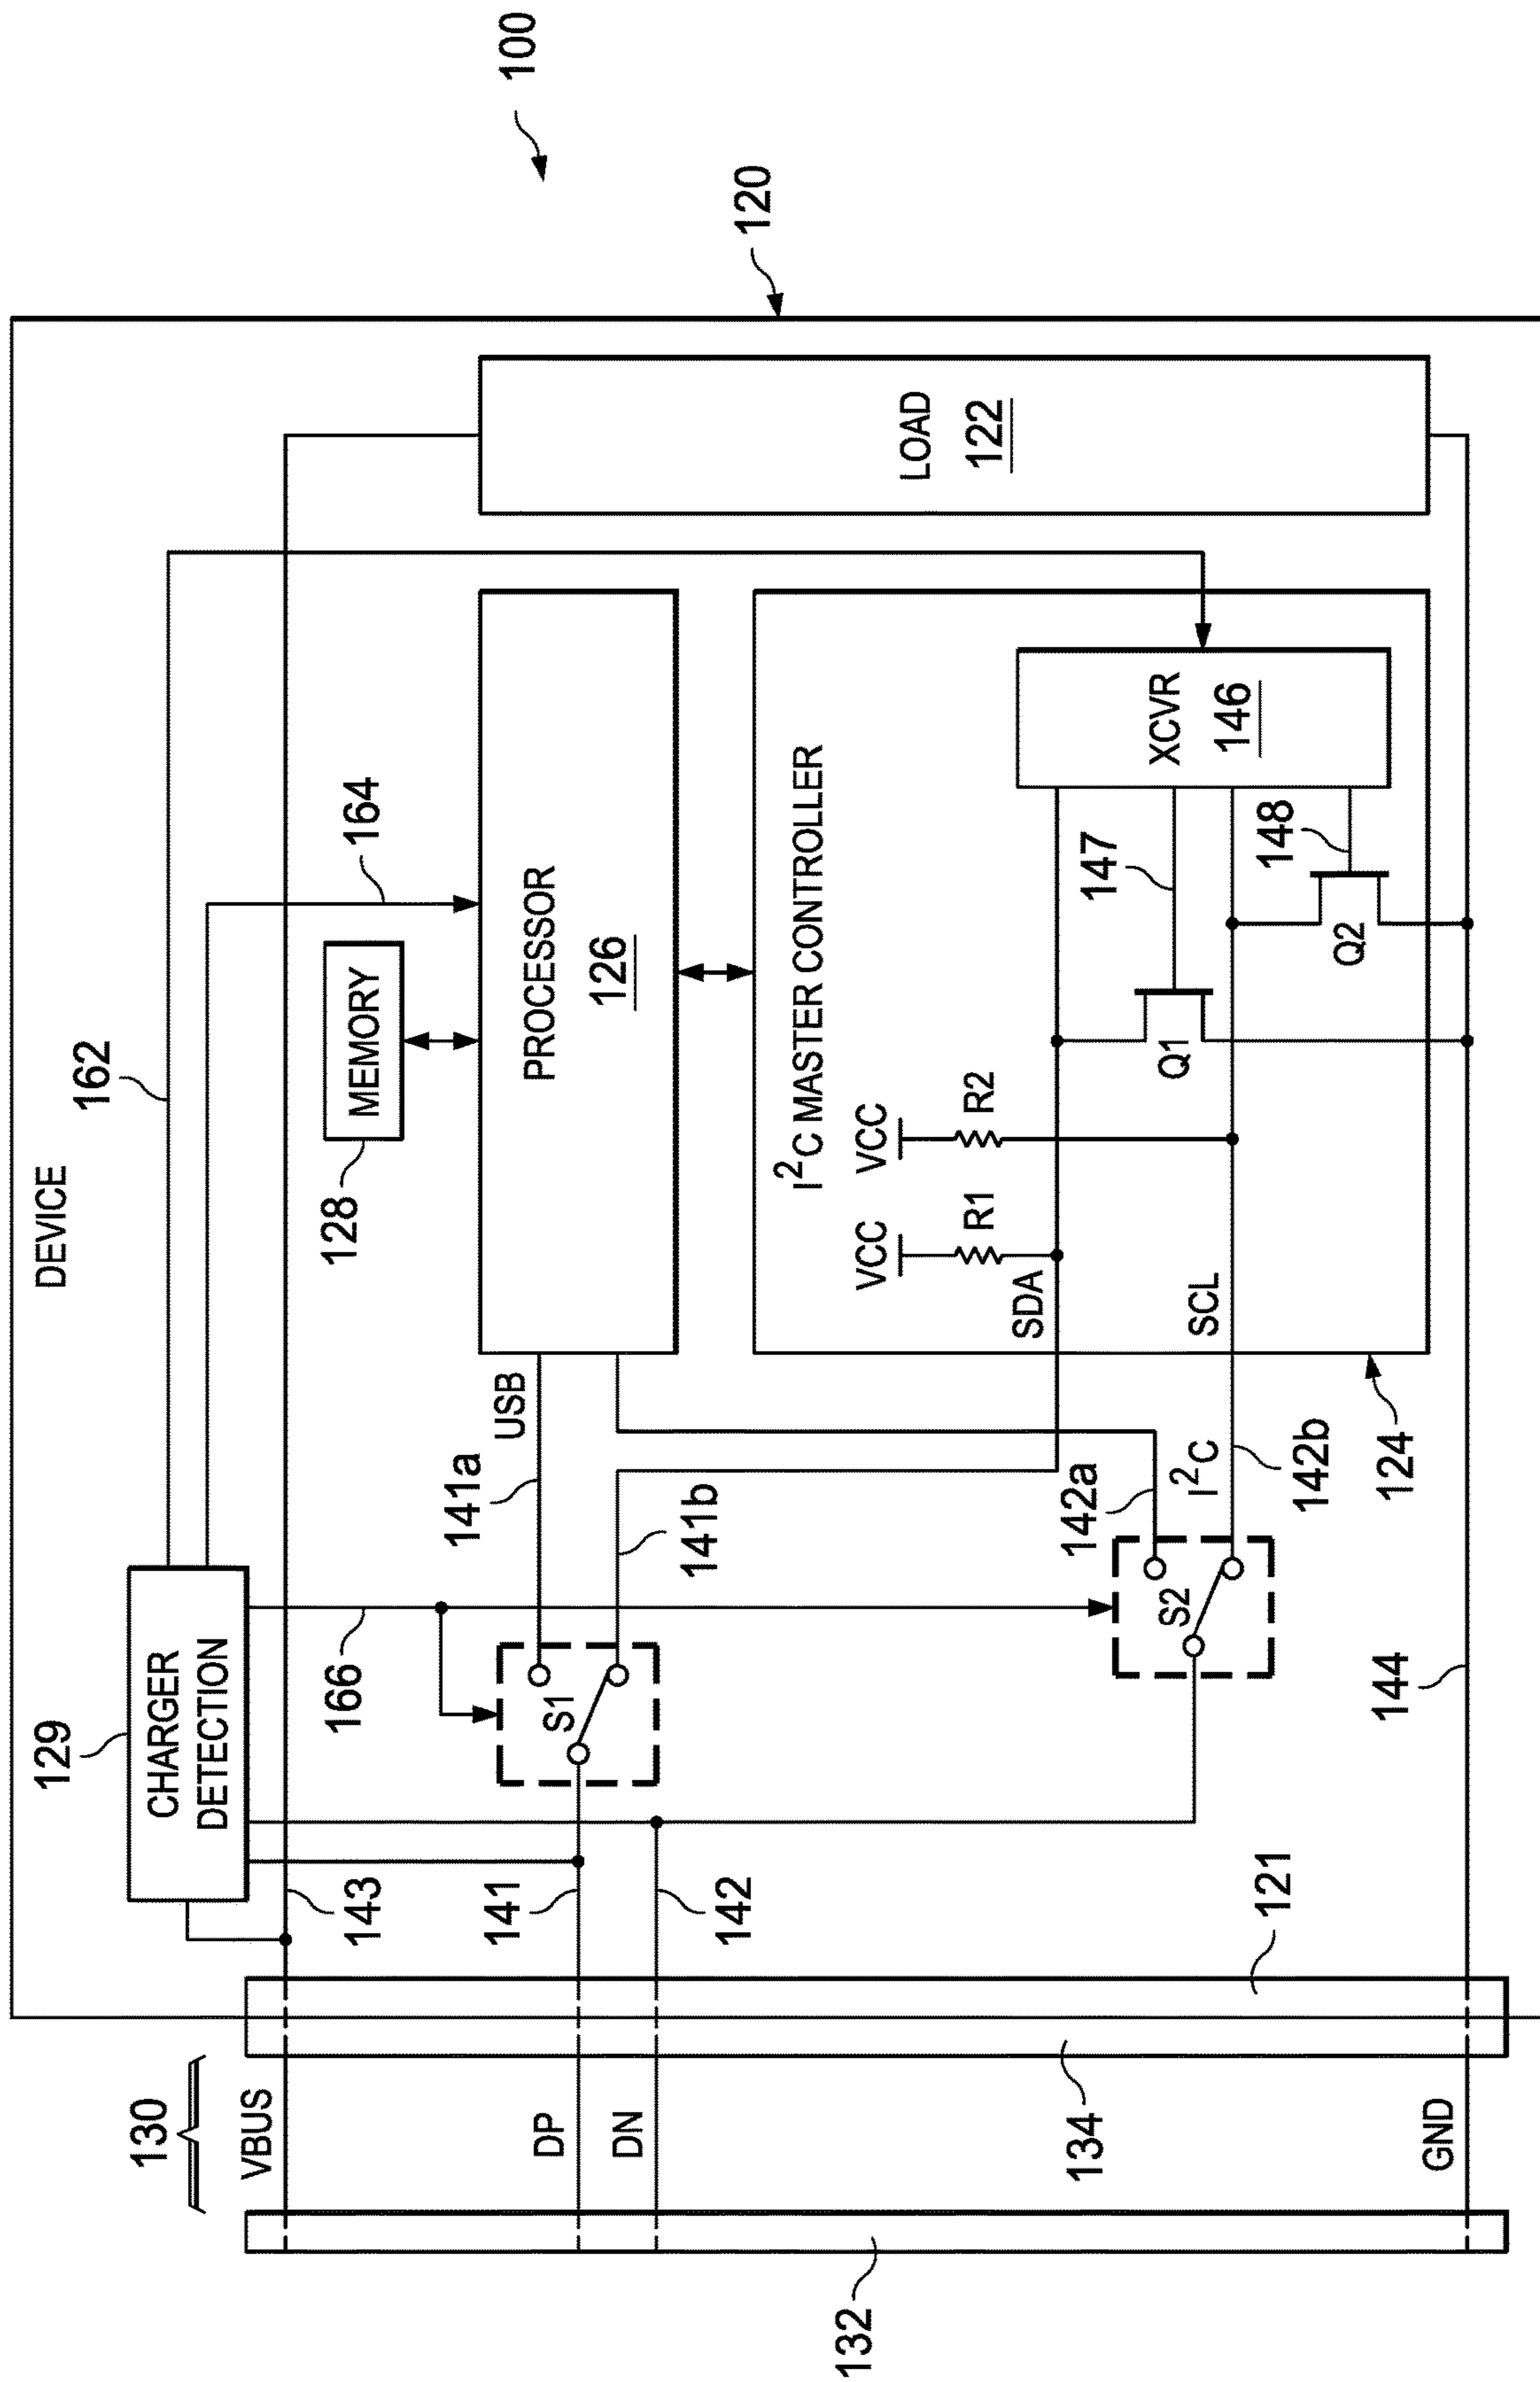 100
120
DEVICE
129
CHARGER
DETECTION
162
164
166
MEMORY
128
PROCESSOR
126
LOAD
122
130
VBUS
143
DP
141
DN
142
GND
144
S1
S2
141a
USB
141b
142a
I²C
142b
I²C MASTER CONTROLLER
VCC
R1
VCC
R2
SDA
SCL
Q1
147
Q2
148
XCVR
146
124
121
134
132